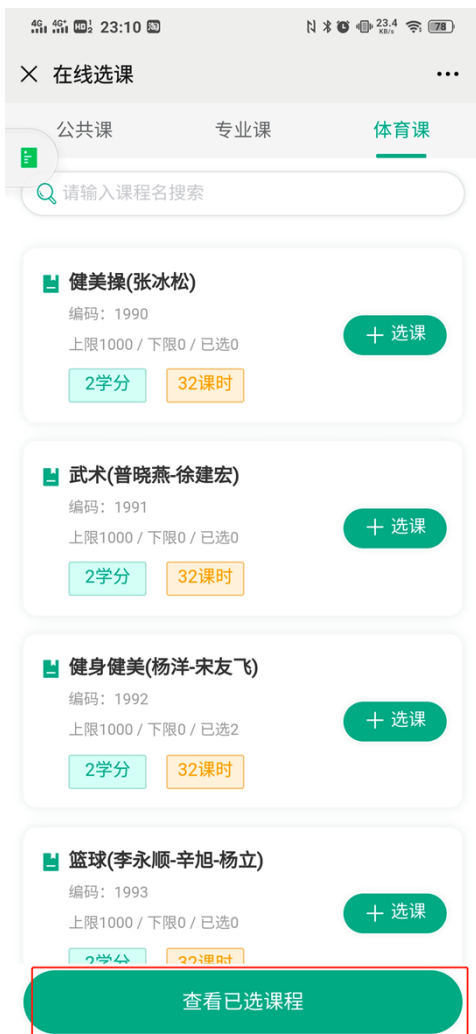 4G 4G+ HD 23:10 淘 23.4 KB/s 78
在线选课
公共课 专业课 体育课
请输入课程名搜索
健美操(张冰松)
编码：1990
上限1000 / 下限0 / 已选0
+ 选课
2学分 32课时
武术(普晓燕-徐建宏)
编码：1991
上限1000 / 下限0 / 已选0
+ 选课
2学分 32课时
健身健美(杨洋-宋友飞)
编码：1992
上限1000 / 下限0 / 已选2
+ 选课
2学分 32课时
篮球(李永顺-辛旭-杨立)
编码：1993
上限1000 / 下限0 / 已选0
+ 选课
2学分 32课时
查看已选课程